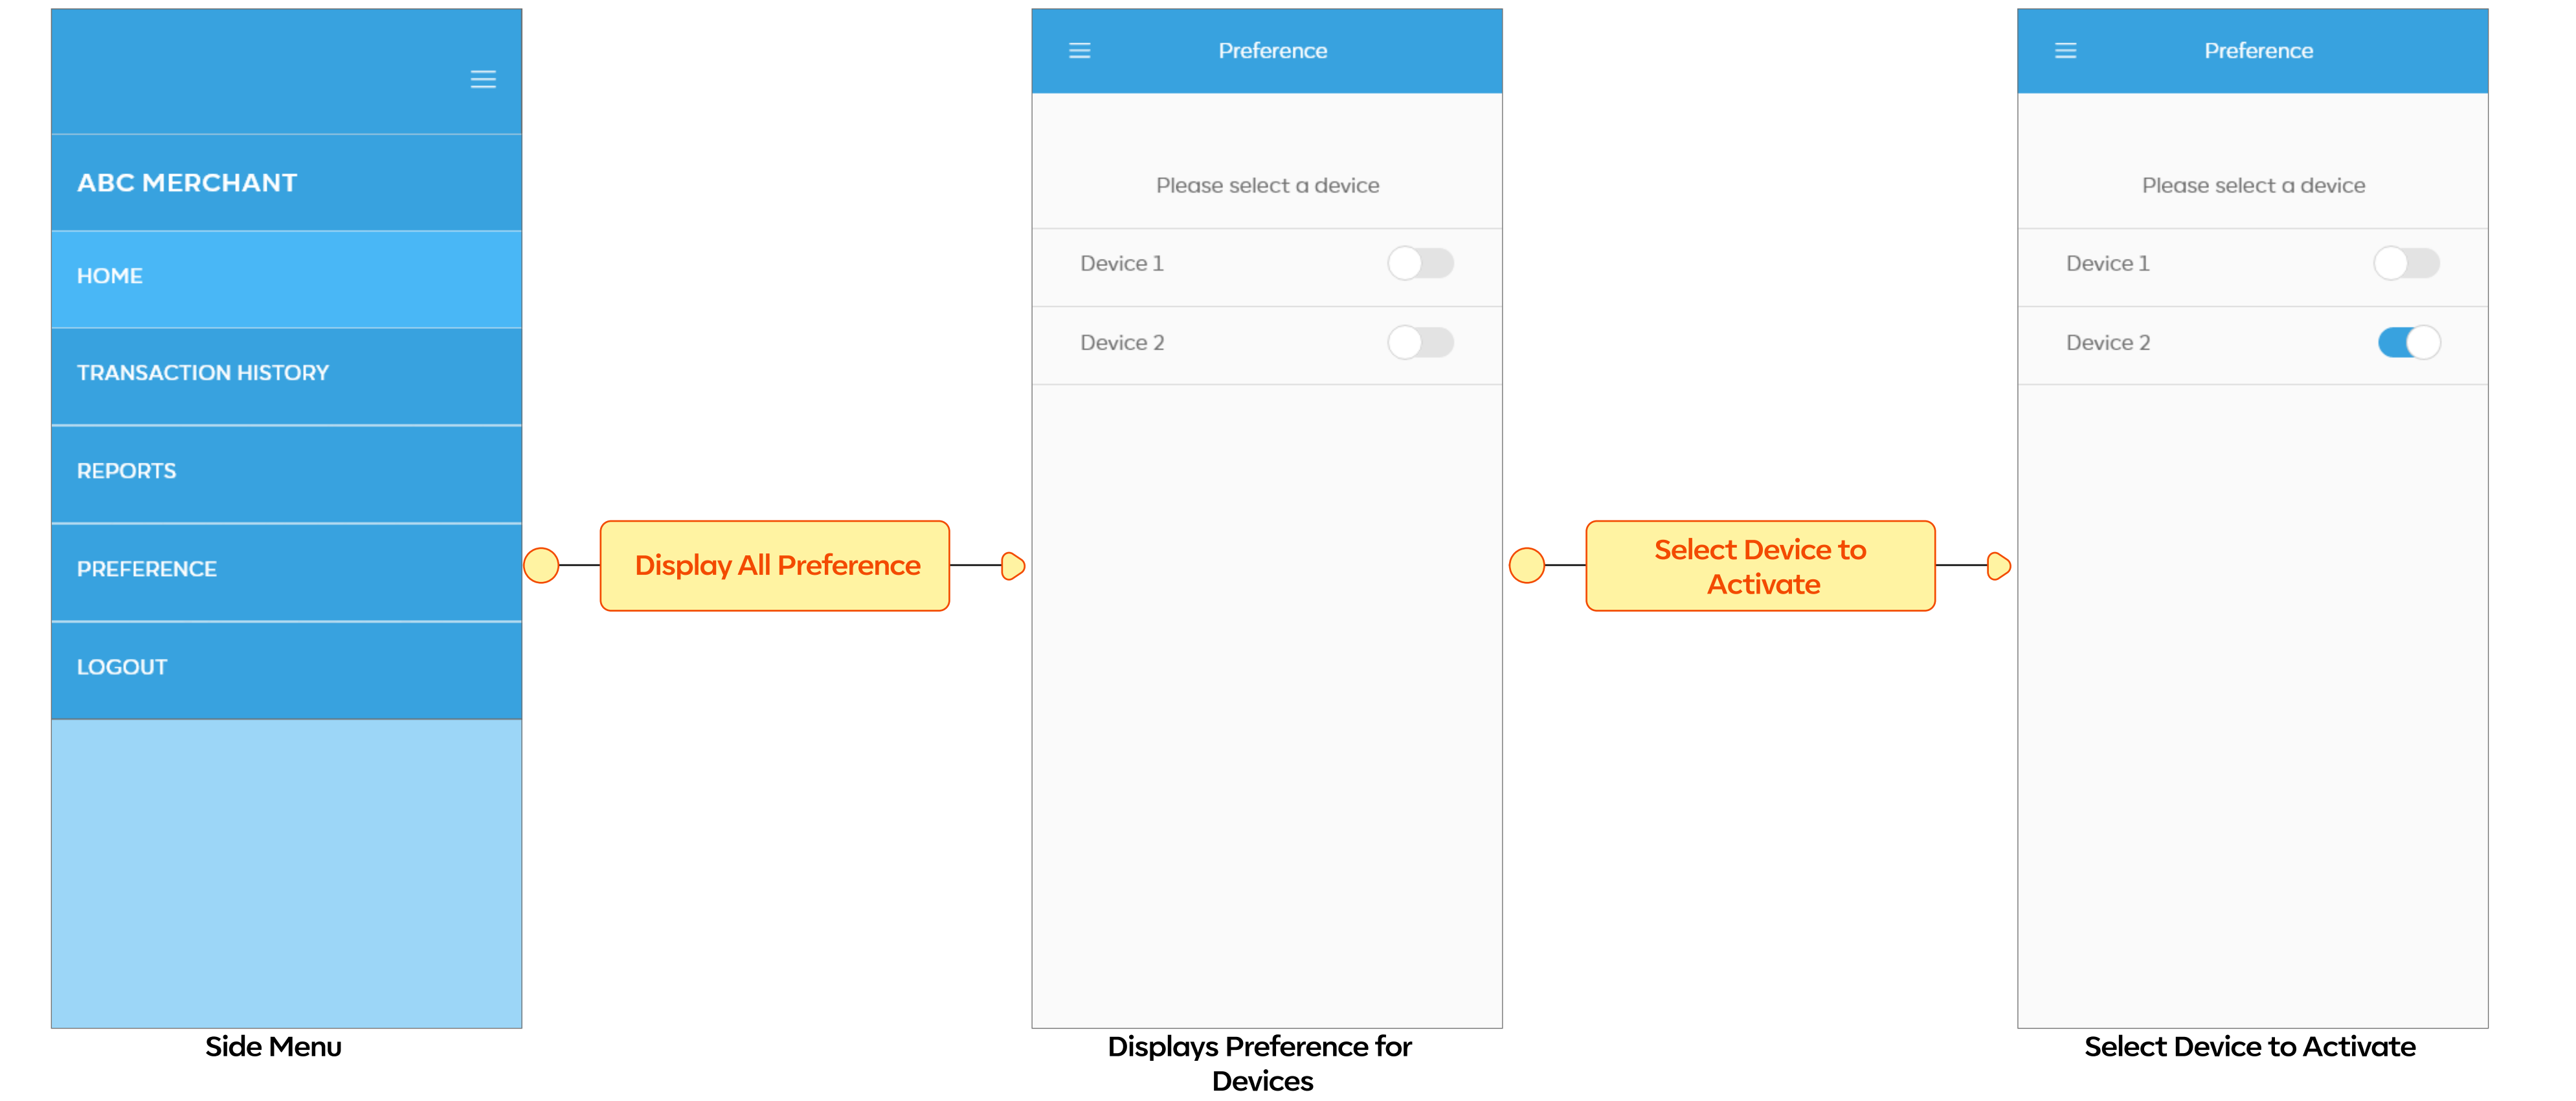 ABC MERCHANT
HOME
TRANSACTION HISTORY
REPORTS
PREFERENCE
LOGOUT
Side Menu
Display All Preference
Preference
Please select a device
Device 1
Device 2
Displays Preference for
Devices
Select Device to
Activate
Preference
Please select a device
Device 1
Device 2
Select Device to Activate